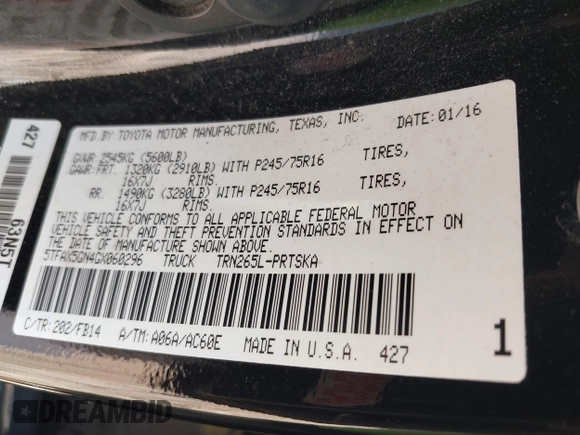 MFD.BY: TOYOTA MOTOR MANUFACTURING, TEXAS, INC. DATE:01/16
GVWR: 2545KG (5600LB)
GAWR:FRT. 1320KG (2910LB) WITH P245/75R16 TIRES,
16X7J RIMS.
RR. 1490KG (3280LB) WITH P245/75R16 TIRES,
16X7J RIMS.
THIS VEHICLE CONFORMS TO ALL APPLICABLE FEDERAL MOTOR
VEHICLE SAFETY AND THEFT PREVENTION STANDARDS IN EFFECT ON
THE DATE OF MANUFACTURE SHOWN ABOVE.
5TFAX5GN4GX060296 TRUCK TRN265L-PRTSKA
C/TR:202/FB14 A/TM:A06A/AC60E MADE IN U.S.A. 427
1
427
63N5T
DREAMBID